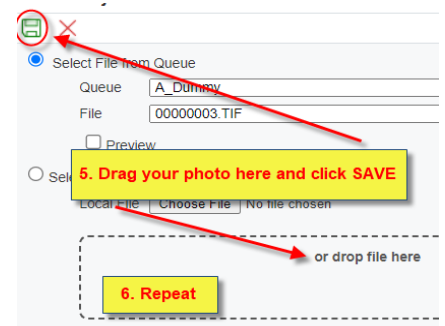 Select File from Queue
Queue A_Dummy
File 00000003.TIF
Preview
5. Drag your photo here and click SAVE
Local File Choose File No file chosen
or drop file here
6. Repeat